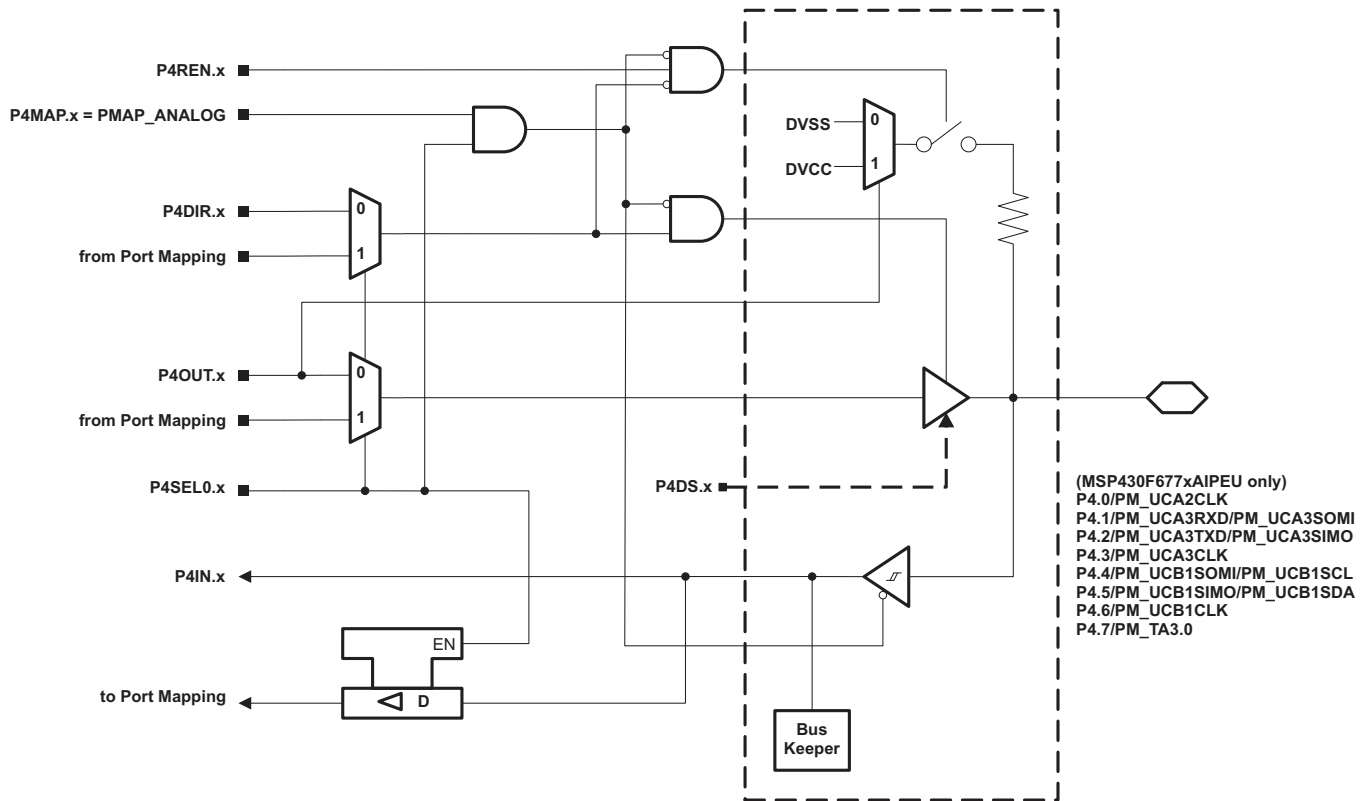 P4REN.x
P4MAP.x = PMAP_ANALOG
DVSS
0
DVCC
1
P4DIR.x
0
from Port Mapping
1
P4OUT.x
0
from Port Mapping
1
P4SEL0.x
P4DS.x
(MSP430F677xAIPEU only)
P4.0/PM_UCA2CLK
P4.1/PM_UCA3RXD/PM_UCA3SOMI
P4.2/PM_UCA3TXD/PM_UCA3SIMO
P4.3/PM_UCA3CLK
P4.4/PM_UCB1SOMI/PM_UCB1SCL
P4.5/PM_UCB1SIMO/PM_UCB1SDA
P4.6/PM_UCB1CLK
P4.7/PM_TA3.0
P4IN.x
EN
to Port Mapping
D
Bus
Keeper